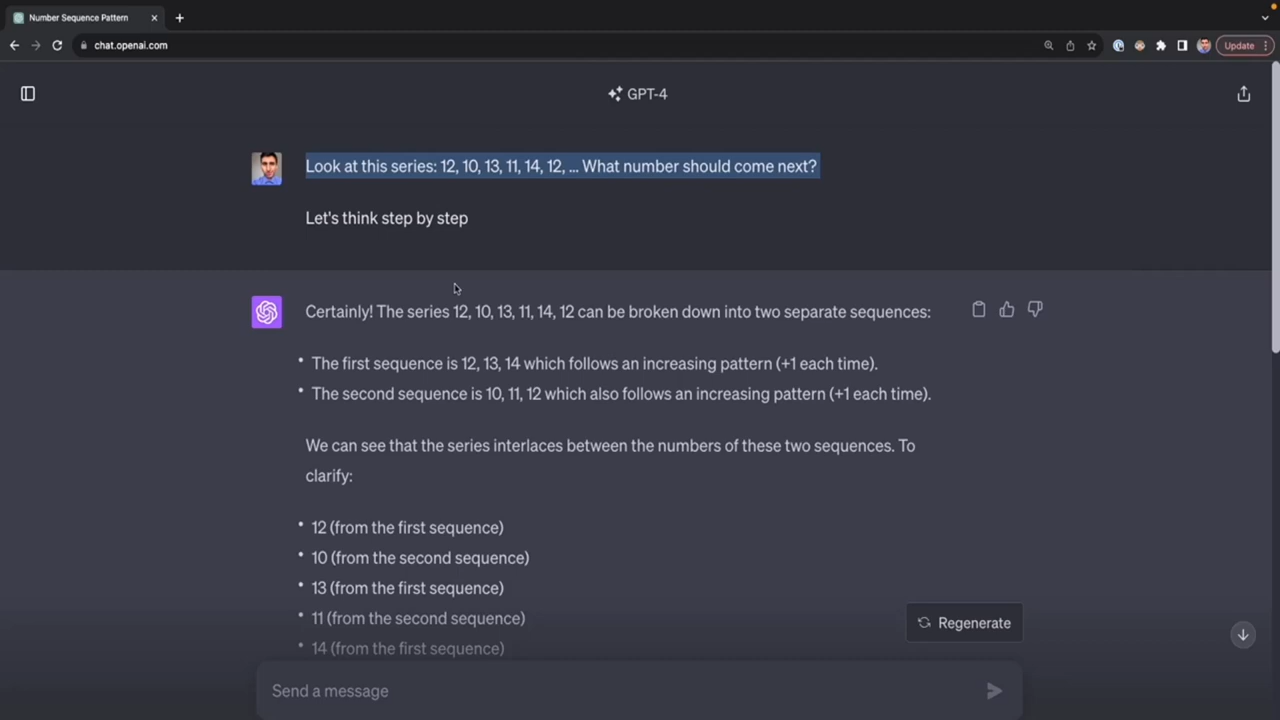 Number Sequence Pattern
chat.openai.com
Update
GPT-4
Look at this series: 12, 10, 13, 11, 14, 12, ... What number should come next?
Let's think step by step
Certainly! The series 12, 10, 13, 11, 14, 12 can be broken down into two separate sequences:
• The first sequence is 12, 13, 14 which follows an increasing pattern (+1 each time).
• The second sequence is 10, 11, 12 which also follows an increasing pattern (+1 each time).
We can see that the series interlaces between the numbers of these two sequences. To
clarify:
• 12 (from the first sequence)
• 10 (from the second sequence)
• 13 (from the first sequence)
• 11 (from the second sequence)
• 14 (from the first sequence)
Regenerate
Send a message